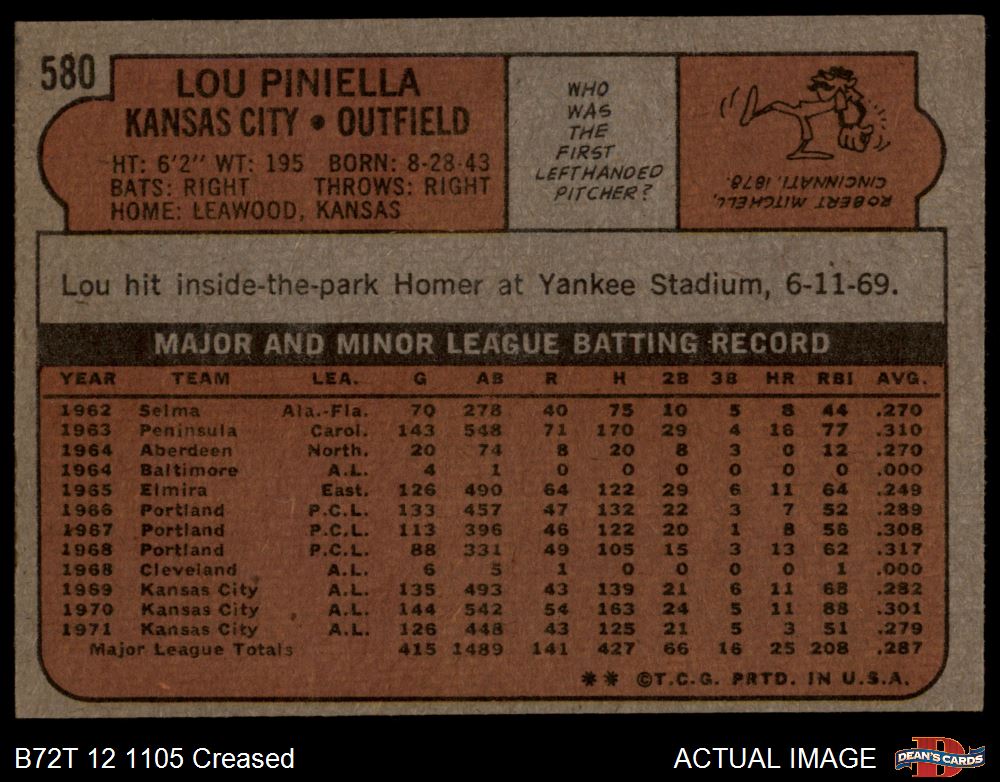 580
LOU PINIELLA
KANSAS CITY • OUTFIELD
HT: 6'2" WT: 195 BORN: 8-28-43
BATS: RIGHT THROWS: RIGHT
HOME: LEAWOOD, KANSAS
WHO
WAS
THE
FIRST
LEFTHANDED
PITCHER?
ROBERT MITCHELL,
CINCINNATI, 1878.
Lou hit inside-the-park Homer at Yankee Stadium, 6-11-69.
MAJOR AND MINOR LEAGUE BATTING RECORD
YEAR TEAM LEA. G AB R H 2B 3B HR RBI AVG.
1962 Selma Ala.-Fla. 70 278 40 75 10 5 8 44 .270
1963 Peninsula Carol. 143 548 71 170 29 4 16 77 .310
1964 Aberdeen North. 20 74 8 20 8 3 0 12 .270
1964 Baltimore A.L. 4 1 0 0 0 0 0 0 .000
1965 Elmira East. 126 490 64 122 29 6 11 64 .249
1966 Portland P.C.L. 133 457 47 132 22 3 7 52 .289
1967 Portland P.C.L. 113 396 46 122 20 1 8 56 .308
1968 Portland P.C.L. 88 331 49 105 15 3 13 62 .317
1968 Cleveland A.L. 6 5 1 0 0 0 0 1 .000
1969 Kansas City A.L. 135 493 43 139 21 6 11 68 .282
1970 Kansas City A.L. 144 542 54 163 24 5 11 88 .301
1971 Kansas City A.L. 126 448 43 125 21 5 3 51 .279
Major League Totals 415 1489 141 427 66 16 25 208 .287
** ©T.C.G. PRTD. IN U.S.A.
B72T 12 1105 Creased
ACTUAL IMAGE
D
DEAN'S CARDS